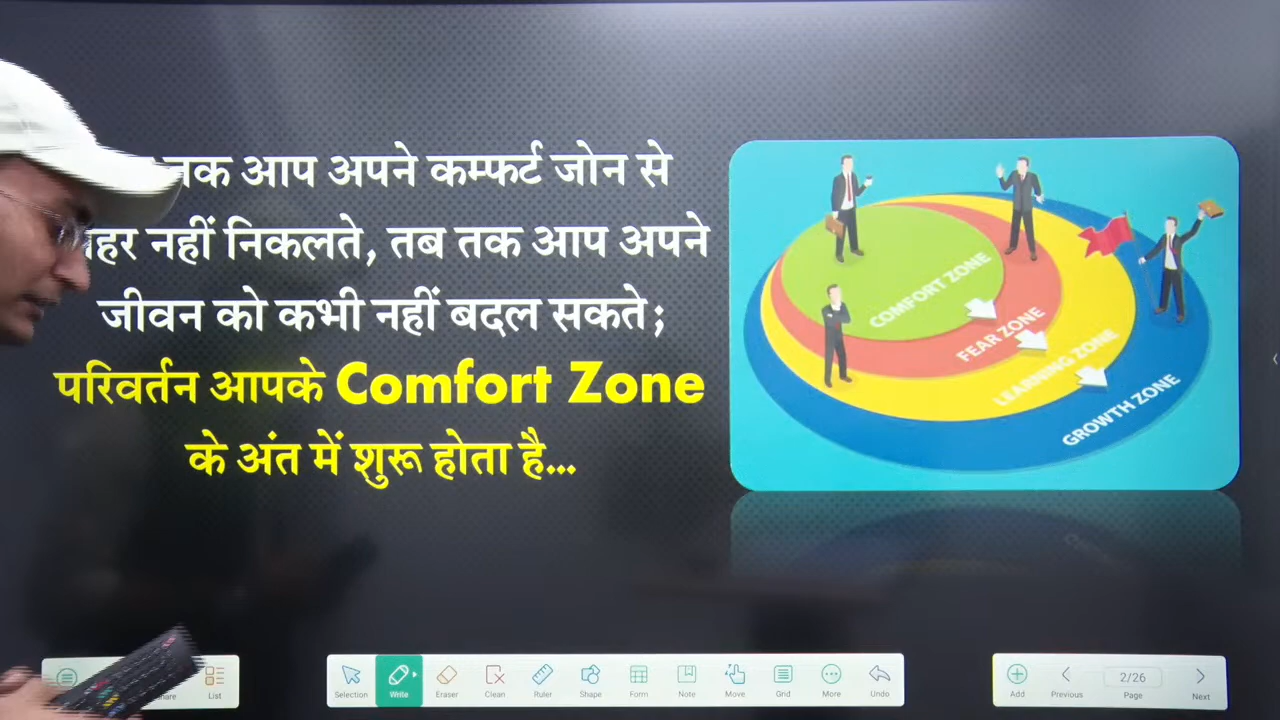 तक आप अपने कम्फर्ट जोन से
नहीं निकलते, तब तक आप अपने
जीवन को कभी नहीं बदल सकते;
परिवर्तन आपके Comfort Zone
के अंत में शुरू होता है...
COMFORT ZONE
FEAR ZONE
LEARNING ZONE
GROWTH ZONE
List
Selection
Write
Eraser
Clean
Ruler
Shape
Form
Note
Move
Grid
More
Undo
Add
Previous
2/26
Page
Next